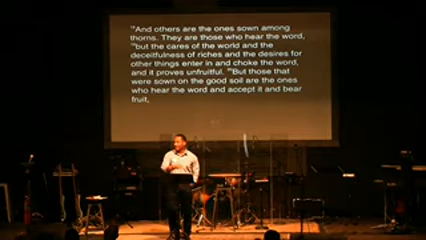 ¹⁸And others are the ones sown among
thorns. They are those who hear the word,
¹⁹but the cares of the world and the
deceitfulness of riches and the desires for
other things enter in and choke the word,
and it proves unfruitful. ²⁰But those that
were sown on the good soil are the ones
who hear the word and accept it and bear
fruit,